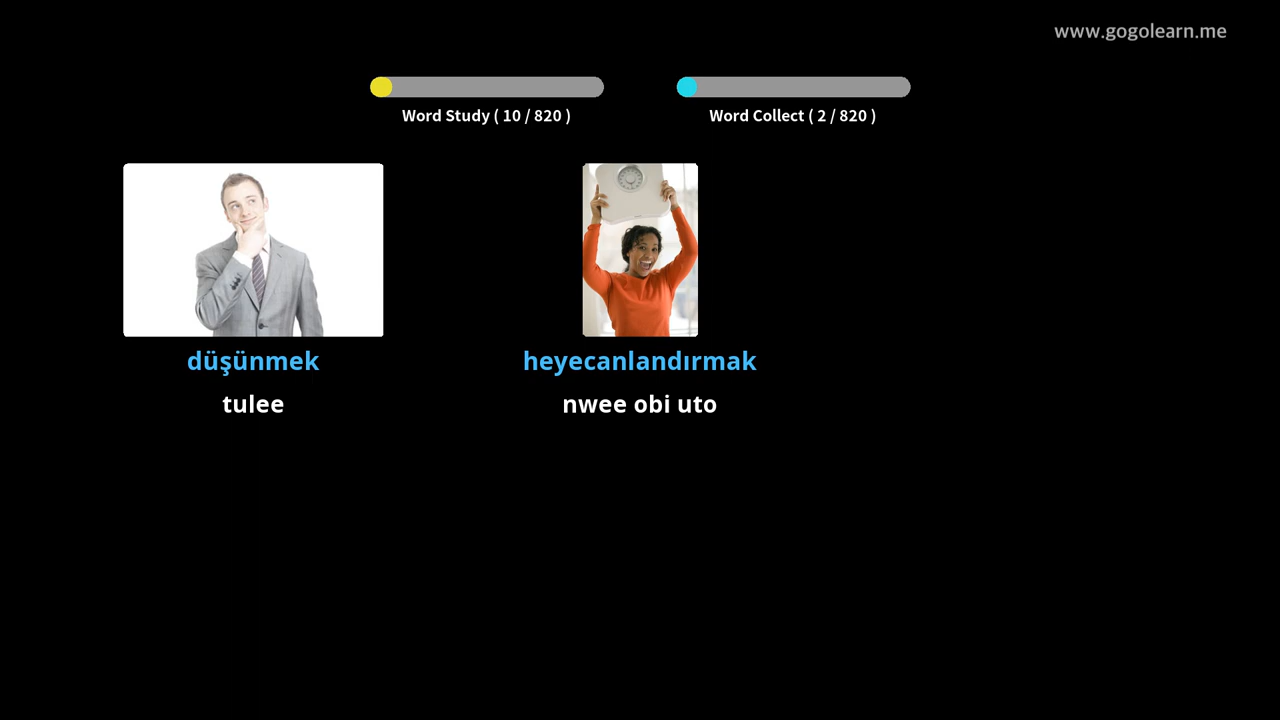 www.gogolearn.me
Word Study ( 10 / 820 )
Word Collect ( 2 / 820 )
düşünmek
heyecanlandırmak
tulee
nwee obi uto